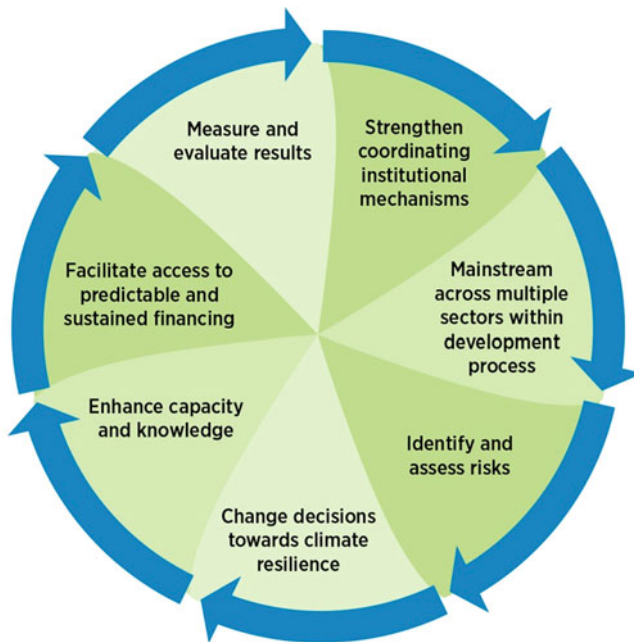 Measure and
evaluate results
Strengthen
coordinating
institutional
mechanisms
Mainstream
across multiple
sectors within
development
process
Identify and
assess risks
Change decisions
towards climate
resilience
Enhance capacity
and knowledge
Facilitate access to
predictable and
sustained financing